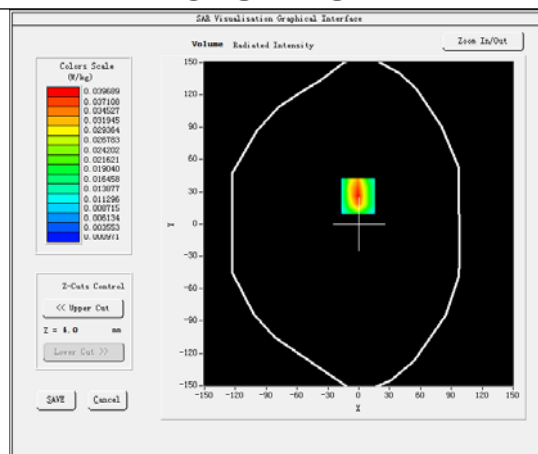 SAR Visualisation Graphical Interface
Volume Radiated Intensity
Zoom In/Out
Colors Scale
(W/kg)
0.039689
0.037108
0.034527
0.031945
0.029364
0.026783
0.024202
0.021621
0.019040
0.016458
0.013877
0.011296
0.008715
0.006134
0.003553
0.000971
150
120
90
60
30
0
-30
-60
-90
-120
-150
Y
-150 -120 -90 -60 -30 0 30 60 90 120 150
X
Z-Cuts Control
<< Upper Cut
Z = 4.0 mm
Lower Cut >>
SAVE Cancel